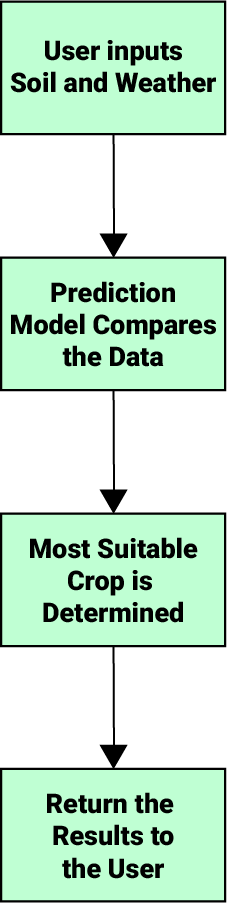 User inputs
Soil and Weather
Prediction
Model Compares
the Data
Most Suitable
Crop is
Determined
Return the
Results to
the User